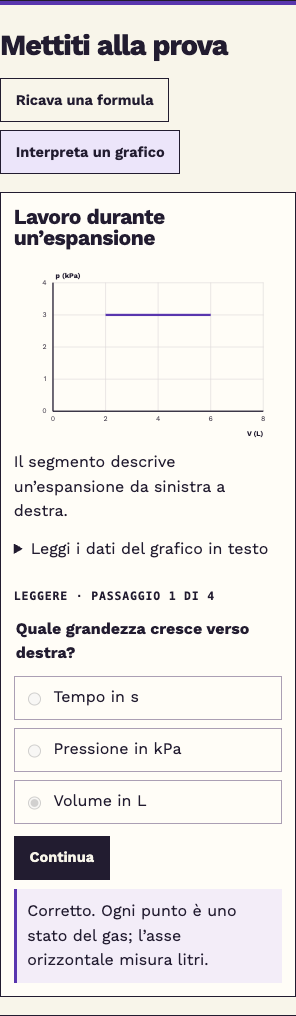 Mettiti alla prova
Ricava una formula
Interpreta un grafico
Lavoro durante
un’espansione
p (kPa)
4
3
2
1
0
0 2 4 6 8
V (L)
Il segmento descrive
un’espansione da sinistra a
destra.
Leggi i dati del grafico in testo
LEGGERE · PASSAGGIO 1 DI 4
Quale grandezza cresce verso
destra?
Tempo in s
Pressione in kPa
Volume in L
Continua
Corretto. Ogni punto è uno
stato del gas; l’asse
orizzontale misura litri.